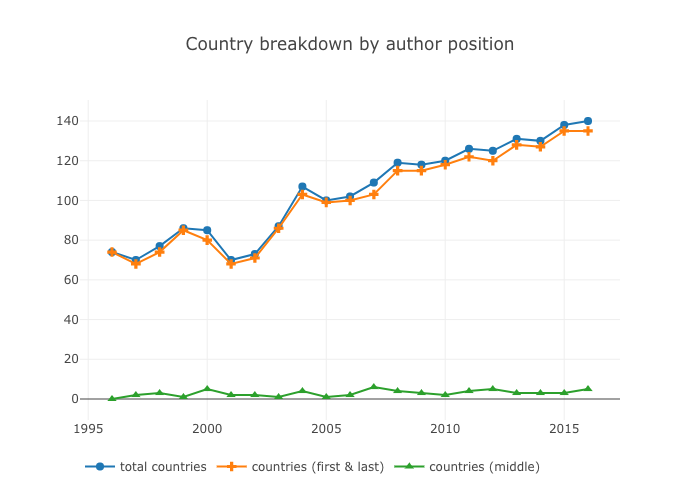 Country breakdown by author position
140
120
100
80
60
40
20
0
1995 2000 2005 2010 2015
total countries countries (first & last) countries (middle)